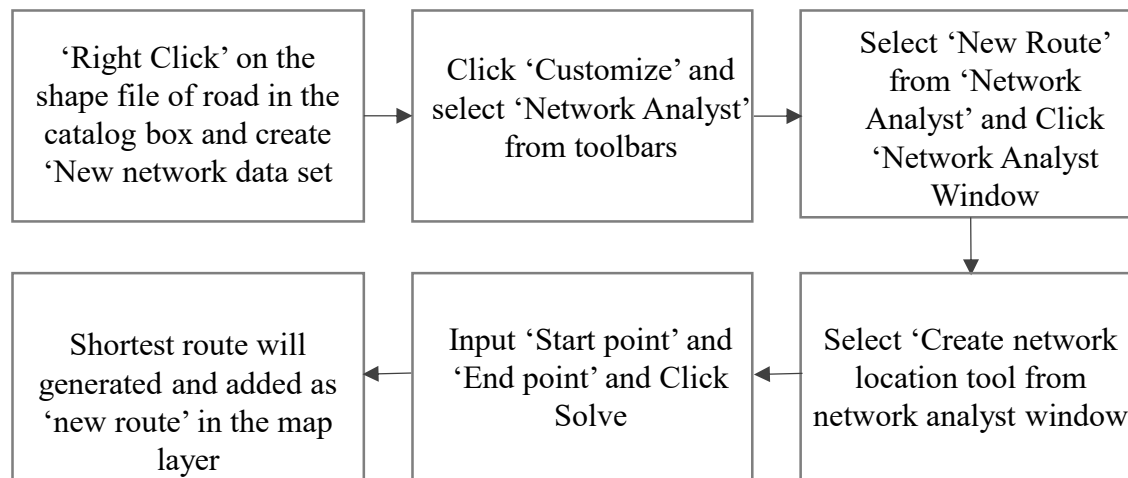 ‘Right Click’ on the
shape file of road in the
catalog box and create
‘New network data set
Click ‘Customize’ and
select ‘Network Analyst’
from toolbars
Select ‘New Route’
from ‘Network
Analyst’ and Click
‘Network Analyst
Window
Select ‘Create network
location tool from
network analyst window
Input ‘Start point’ and
‘End point’ and Click
Solve
Shortest route will
generated and added as
‘new route’ in the map
layer